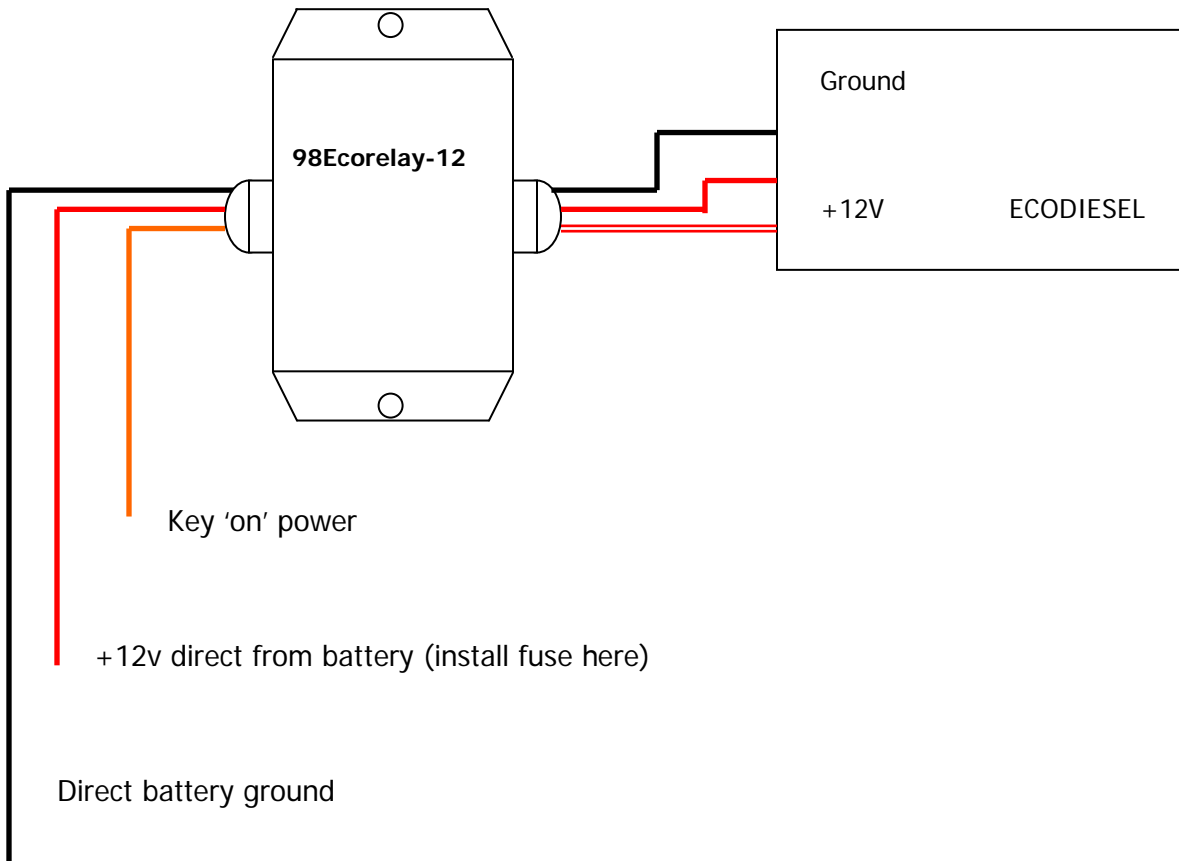 Ground
98Ecorelay-12
+12V ECODIESEL
Key ‘on’ power
+12v direct from battery (install fuse here)
Direct battery ground